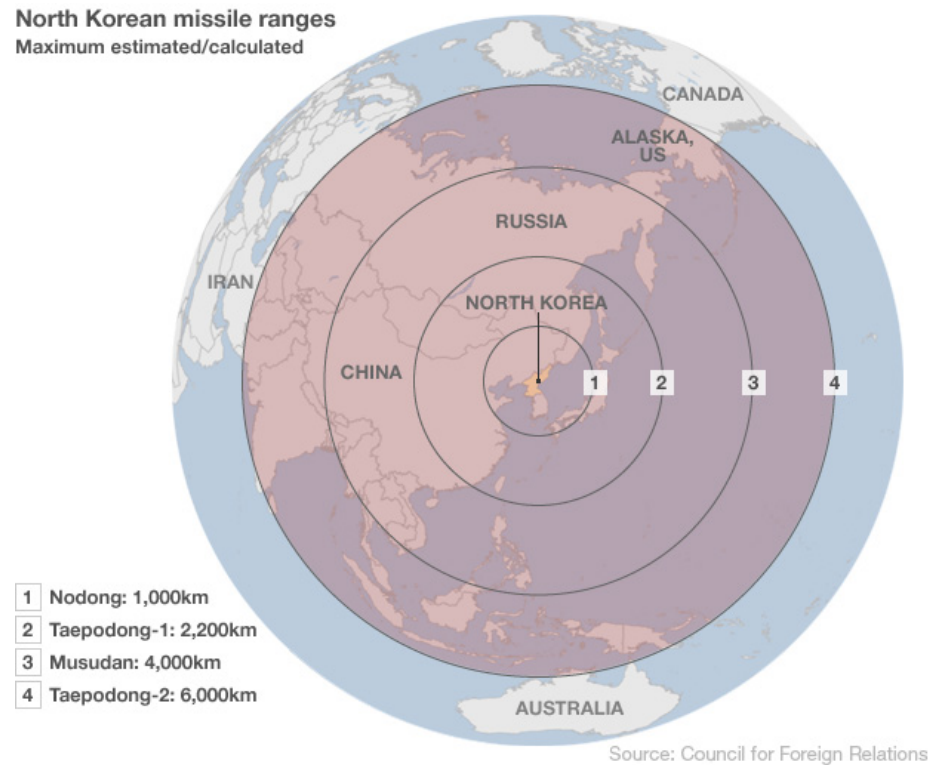 North Korean missile ranges
Maximum estimated/calculated
CANADA
ALASKA,
US
RUSSIA
IRAN
NORTH KOREA
CHINA
1
2
3
4
1 Nodong: 1,000km
2 Taepodong-1: 2,200km
3 Musudan: 4,000km
4 Taepodong-2: 6,000km
AUSTRALIA
Source: Council for Foreign Relations